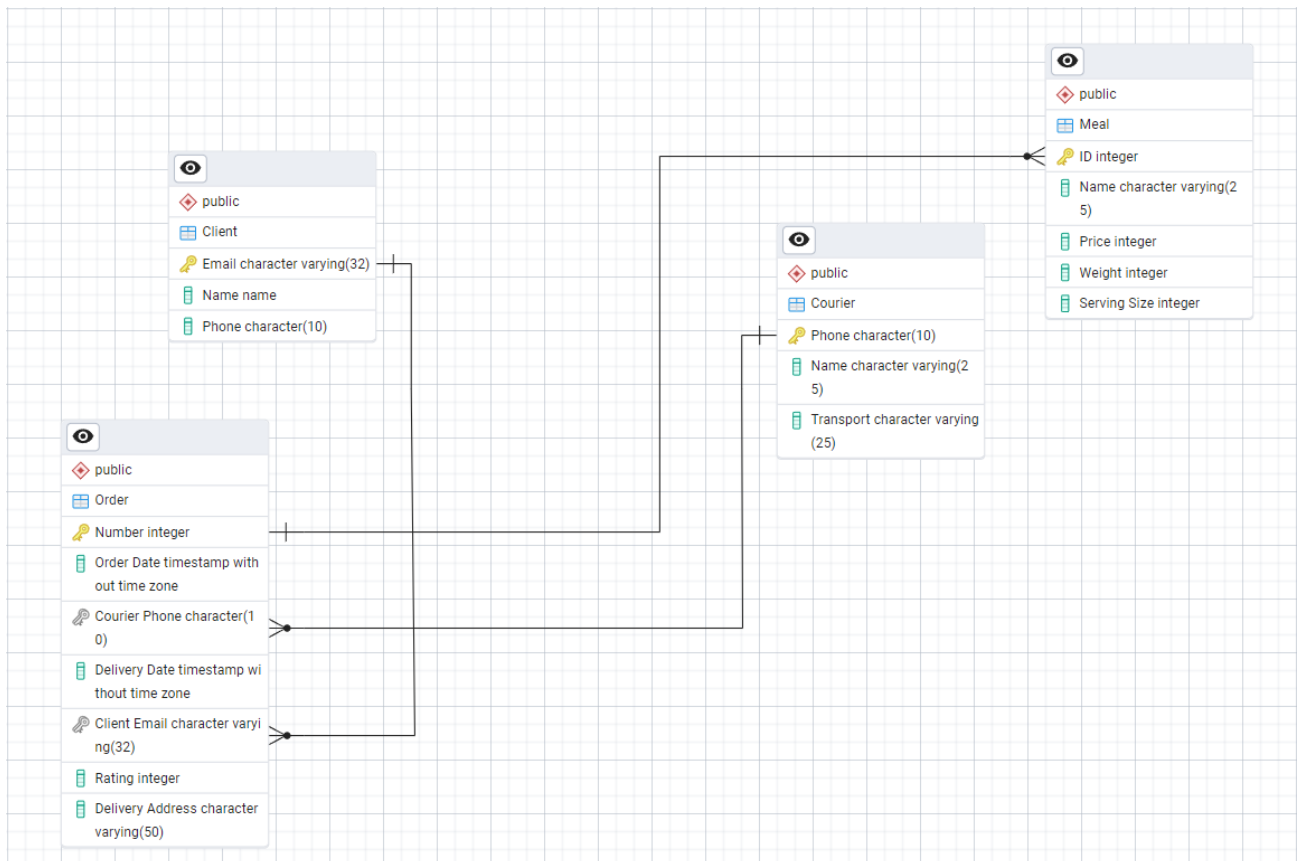 public
Client
Email character varying(32)
Name name
Phone character(10)
public
Order
Number integer
Order Date timestamp with
out time zone
Courier Phone character(1
0)
Delivery Date timestamp wi
thout time zone
Client Email character varyi
ng(32)
Rating integer
Delivery Address character
varying(50)
public
Courier
Phone character(10)
Name character varying(2
5)
Transport character varying
(25)
public
Meal
ID integer
Name character varying(2
5)
Price integer
Weight integer
Serving Size integer